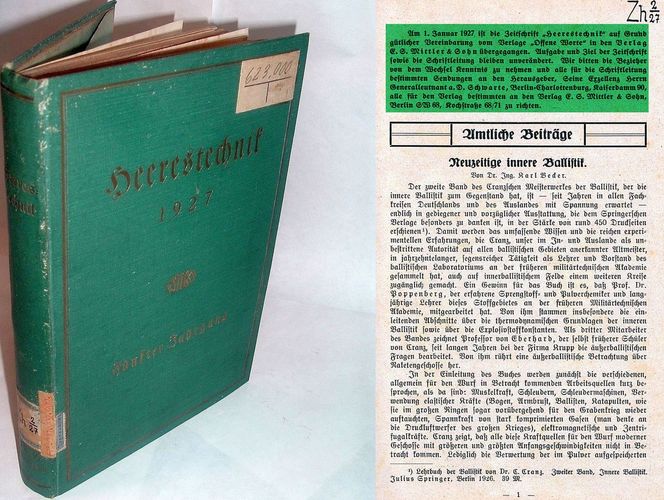 623.000
Heerestechnik
1927
Fünfter Jahrgang
Zh 2/27
Zh 2/27
Am 1. Januar 1927 ist die Zeitschrift „Heerestechnik“ auf Grund
gütlicher Vereinbarung vom Verlage „Offene Worte“ in den Verlag
E. S. Mittler & Sohn übergegangen. Aufgabe und Ziel der Zeitschrift
sowie die Schriftleitung bleiben unverändert. Wir bitten die Bezieher
von dem Wechsel Kenntnis zu nehmen und alle für die Schriftleitung
bestimmten Sendungen an den Herausgeber, Seine Exzellenz Herrn
Generalleutnant a. D. Schwarte, Berlin-Charlottenburg, Kaiserdamm 90,
alle für den Verlag bestimmten an den Verlag E. S. Mittler & Sohn,
Berlin SW 68, Kochstraße 68/71 zu richten.
Amtliche Beiträge
Neuzeitige innere Ballistik.
Von Dr. Ing. Karl Becker.
Der zweite Band des Cranzschen Meisterwerkes der Ballistik, der die
innere Ballistik zum Gegenstand hat, ist — seit Jahren in allen Fach-
kreisen Deutschlands und des Auslandes mit Spannung erwartet —
endlich in gediegener und vorzüglicher Ausstattung, die dem Springerschen
Verlage besonders zu danken ist, in der Stärke von rund 450 Druckseiten
erschienen¹). Damit werden das umfassende Wissen und die reichen experi-
mentellen Erfahrungen, die Cranz, unser im In- und Auslande als un-
bestrittene Autorität auf allen ballistischen Gebieten anerkannter Altmeister,
in jahrzehntelanger, segensreicher Tätigkeit als Lehrer und Vorstand des
ballistischen Laboratoriums an der früheren militärtechnischen Akademie
gesammelt hat, auch auf innerballistischem Felde einem weiteren Kreise
zugänglich gemacht. Ein Gewinn für das Buch ist es, daß Prof. Dr.
Poppenberg, der erfahrene Sprengstoff- und Pulverchemiker und lang-
jährige Lehrer dieses Stoffgebietes an der früheren Militärtechnischen
Akademie, mitgearbeitet hat. Von ihm stammen insbesondere die ein-
leitenden Abschnitte über die thermodynamischen Grundlagen der inneren
Ballistik sowie über die Explosivstoffkonstanten. Als dritter Mitarbeiter
des Bandes zeichnet Professor von Eberhard, der selbst früherer Schüler
von Cranz, seit langen Jahren bei der Firma Krupp die außerballistischen
Fragen bearbeitet. Von ihm rührt eine äußerballistische Betrachtung über
Raketengeschosse her.
In der Einleitung des Buches werden zunächst die verschiedenen,
allgemein für den Wurf in Betracht kommenden Arbeitsquellen kurz be-
sprochen, als da sind: Muskelkraft, Schleudern, Schleudermaschinen, Ver-
wendung elastischer Kräfte (Bogen, Armbrust, Ballisten, Katapulten, wie
sie im großen Ringen sogar vorübergehend für den Grabenkrieg wieder
auftauchten, Spannkraft von stark komprimierten Gasen (man denke an
die Druckluftwerfer des großen Krieges), elektromagnetische und Zentri-
fugalkräfte. Cranz zeigt, daß alle diese Kraftquellen für den Wurf moderner
Geschosse mit größeren und größten Anfangsgeschwindigkeiten nicht in Be-
tracht kommen. Lediglich die Verwertung der im Pulver aufgespeicherten
¹) Lehrbuch der Ballistik von Dr. C. Cranz. Zweiter Band, Innere Ballistik.
Julius Springer, Berlin 1926. 39 M.
— 1 —